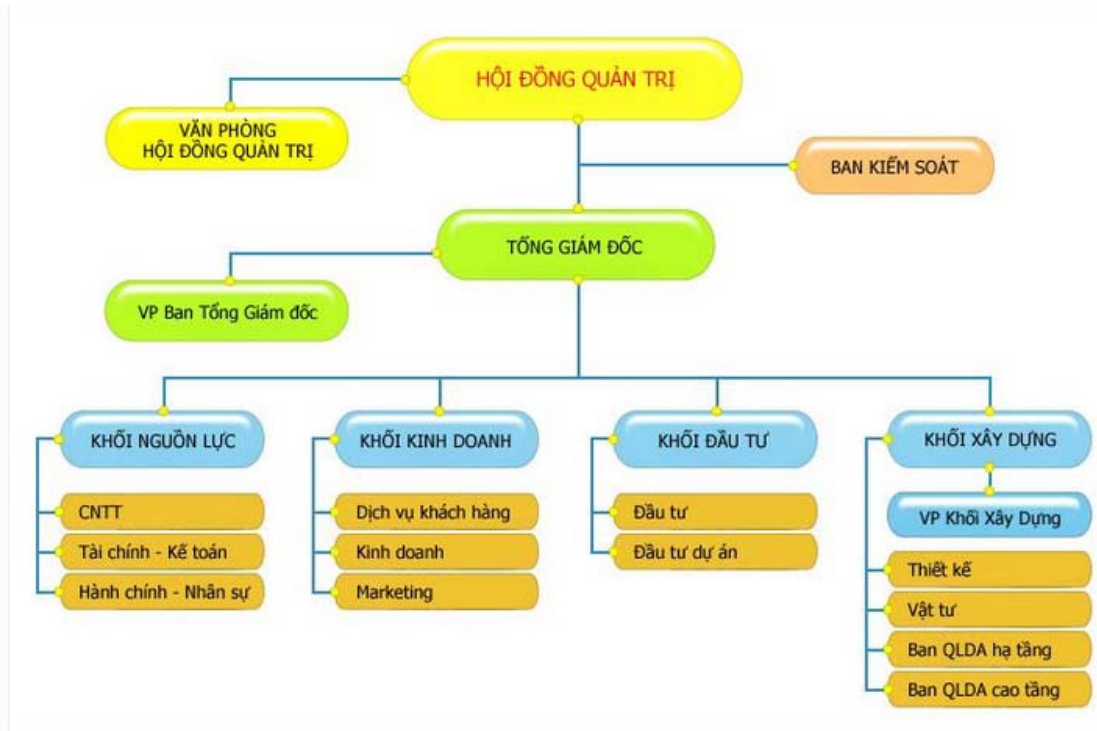 HỘI ĐỒNG QUẢN TRỊ
VĂN PHÒNG
HỘI ĐỒNG QUẢN TRỊ
BAN KIỂM SOÁT
TỔNG GIÁM ĐỐC
VP Ban Tổng Giám đốc
KHỐI NGUỒN LỰC
CNTT
Tài chính - Kế toán
Hành chính - Nhân sự
KHỐI KINH DOANH
Dịch vụ khách hàng
Kinh doanh
Marketing
KHỐI ĐẦU TƯ
Đầu tư
Đầu tư dự án
KHỐI XÂY DỰNG
VP Khối Xây Dựng
Thiết kế
Vật tư
Ban QLDA hạ tầng
Ban QLDA cao tầng